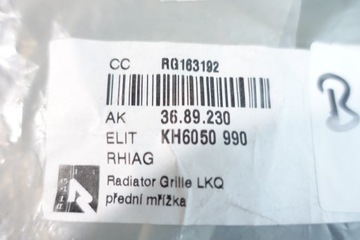 CC RG163192
AK 36.89.230
ELIT KH6050 990
RHIAG
Radiator Grille LKQ
přední mřížka